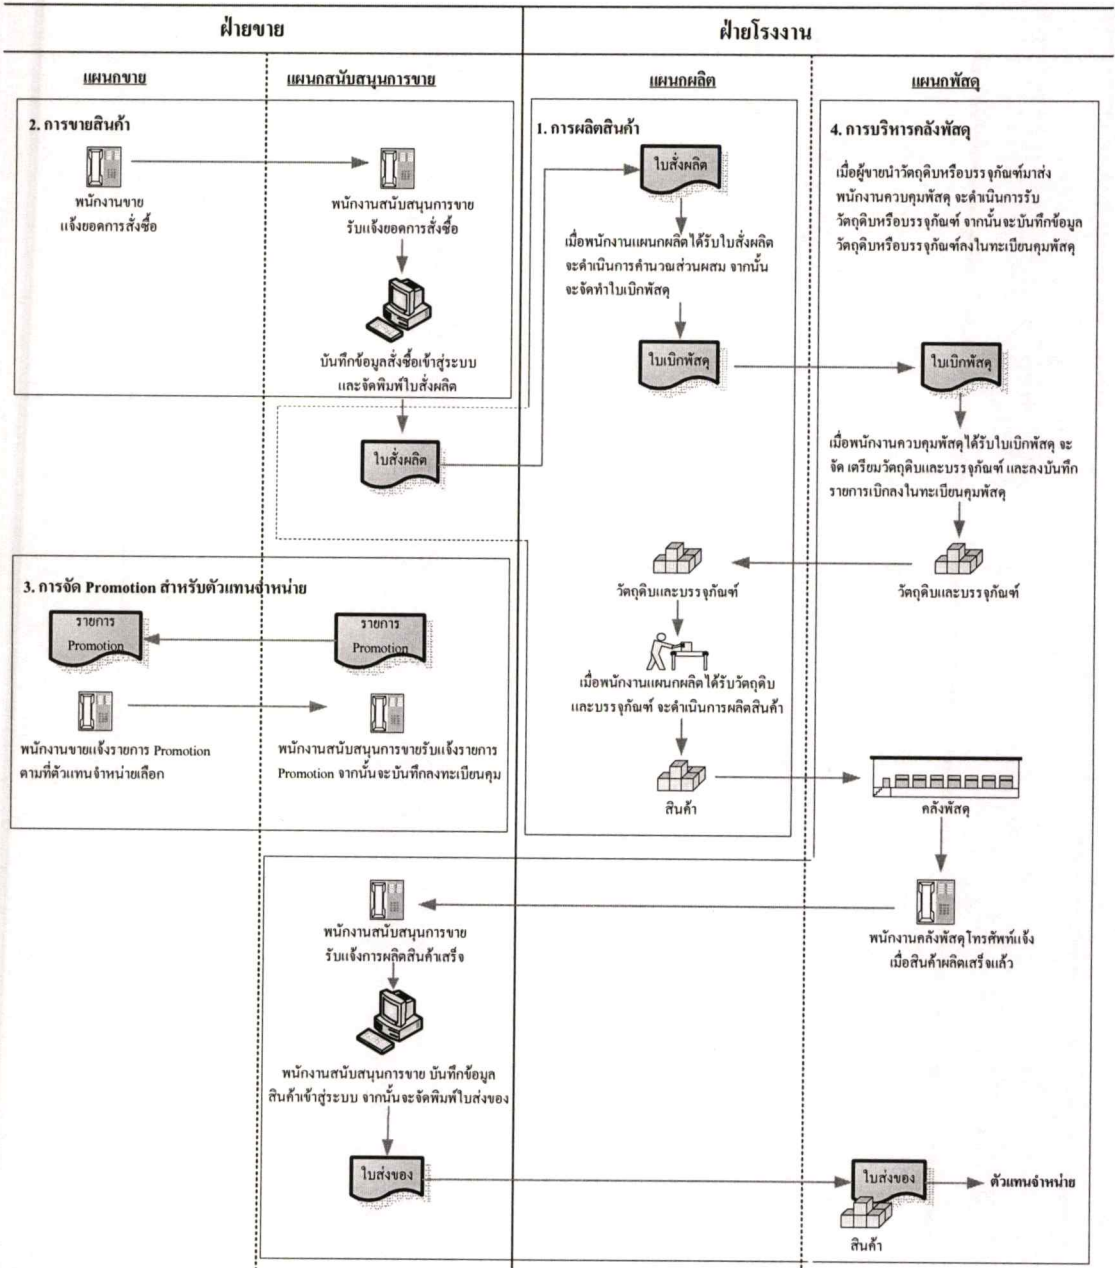 ฝ่ายขาย
ฝ่ายโรงงาน
แผนกขาย
แผนกสนับสนุนการขาย
แผนกผลิต
แผนกพัสดุ
2. การขายสินค้า
พนักงานขาย
แจ้งยอดการสั่งซื้อ
พนักงานสนับสนุนการขาย
รับแจ้งยอดการสั่งซื้อ
บันทึกข้อมูลสั่งซื้อเข้าสู่ระบบ
และจัดพิมพ์ใบสั่งผลิต
ใบสั่งผลิต
1. การผลิตสินค้า
ใบสั่งผลิต
เมื่อพนักงานแผนกผลิตได้รับใบสั่งผลิต
จะดำเนินการคำนวณส่วนผสม จากนั้น
จะจัดทำใบเบิกพัสดุ
ใบเบิกพัสดุ
4. การบริหารคลังพัสดุ
เมื่อผู้ขายนำวัตถุดิบหรือบรรจุภัณฑ์มาส่ง
พนักงานควบคุมพัสดุ จะดำเนินการรับ
วัตถุดิบหรือบรรจุภัณฑ์ จากนั้นจะบันทึกข้อมูล
วัตถุดิบหรือบรรจุภัณฑ์ลงในทะเบียนคุมพัสดุ
ใบเบิกพัสดุ
เมื่อพนักงานควบคุมพัสดุได้รับใบเบิกพัสดุ จะ
จัด เตรียมวัตถุดิบและบรรจุภัณฑ์ และลงบันทึก
รายการเบิกลงในทะเบียนคุมพัสดุ
วัตถุดิบและบรรจุภัณฑ์
วัตถุดิบและบรรจุภัณฑ์
เมื่อพนักงานแผนกผลิตได้รับวัตถุดิบ
และบรรจุภัณฑ์ จะดำเนินการผลิตสินค้า
สินค้า
คลังพัสดุ
3. การจัด Promotion สำหรับตัวแทนจำหน่าย
รายการ
Promotion
รายการ
Promotion
พนักงานขายแจ้งรายการ Promotion
ตามที่ตัวแทนจำหน่ายเลือก
พนักงานสนับสนุนการขายรับแจ้งรายการ
Promotion จากนั้นจะบันทึกลงทะเบียนคุม
พนักงานคลังพัสดุโทรศัพท์แจ้ง
เมื่อสินค้าผลิตเสร็จแล้ว
พนักงานสนับสนุนการขาย
รับแจ้งการผลิตสินค้าเสร็จ
พนักงานสนับสนุนการขาย บันทึกข้อมูล
สินค้าเข้าสู่ระบบ จากนั้นจะจัดพิมพ์ใบส่งของ
ใบส่งของ
ใบส่งของ
ตัวแทนจำหน่าย
สินค้า